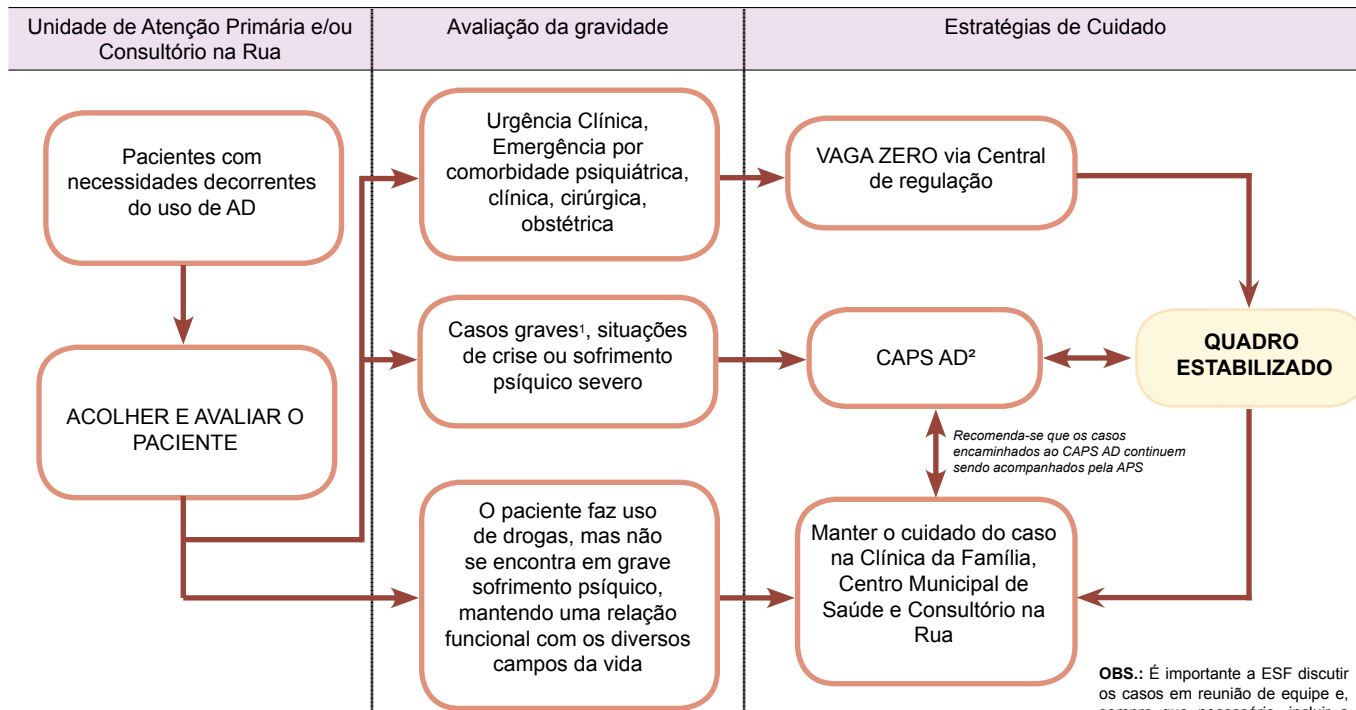 Unidade de Atenção Primária e/ou
Consultório na Rua
Avaliação da gravidade
Estratégias de Cuidado
Pacientes com
necessidades decorrentes
do uso de AD
ACOLHER E AVALIAR O
PACIENTE
Urgência Clínica,
Emergência por
comorbidade psiquiátrica,
clínica, cirúrgica,
obstétrica
Casos graves¹, situações
de crise ou sofrimento
psíquico severo
O paciente faz uso
de drogas, mas não
se encontra em grave
sofrimento psíquico,
mantendo uma relação
funcional com os diversos
campos da vida
VAGA ZERO via Central
de regulação
CAPS AD²
QUADRO
ESTABILIZADO
Recomenda-se que os casos
encaminhados ao CAPS AD continuem
sendo acompanhados pela APS
Manter o cuidado do caso
na Clínica da Família,
Centro Municipal de
Saúde e Consultório na
Rua
OBS.: É importante a ESF discutir
os casos em reunião de equipe e,
sempre que necessário, incluir a